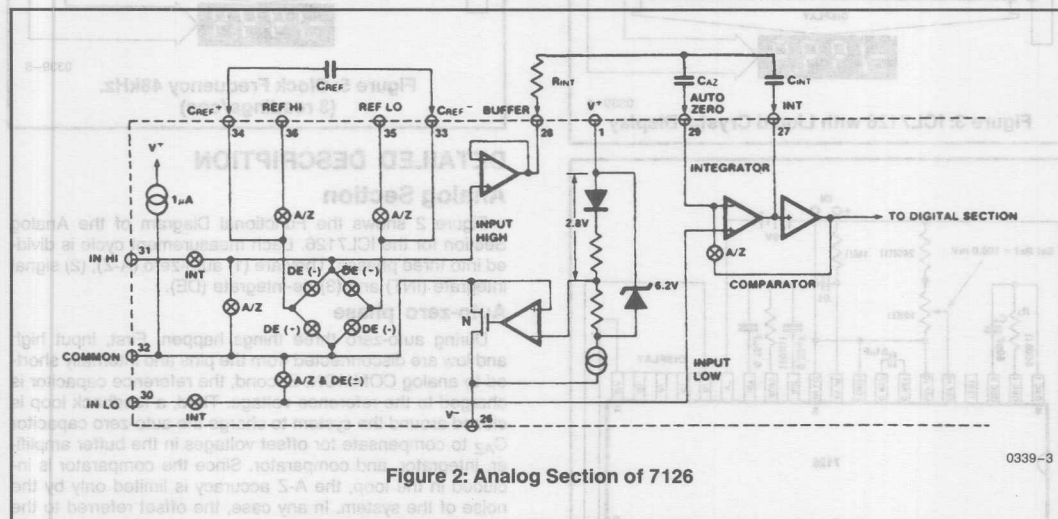 DISPLAY
0339-5
Figure 5: Clock Frequency 48kHz.
(3 readings/sec)
Figure 3: ICL7126 with Liquid Crystal Display
DETAILED DESCRIPTION
Analog Section
Figure 2 shows the Functional Diagram of the Analog
Section for the ICL7126. Each measurement cycle is divid-
ed into three phases. They are (1) auto-zero (A-Z), (2) signal
integrate (INT) and (3) de-integrate (DE).
Auto-zero phase
During auto-zero three things happen. First, input high
and low are disconnected from the pins and internally short-
ed to analog COMMON. Second, the reference capacitor is
charged to the reference voltage. Third, a feedback loop is
closed around the system to charge the auto-zero capacitor
CAZ to compensate for offset voltages in the buffer amplifi-
er, integrator, and comparator. Since the comparator is in-
cluded in the loop, the A-Z accuracy is limited only by the
noise of the system. In any case, the offset referred to the
CREF
RINT
CAZ
CINT
CREF+
REF HI
REF LO
CREF−
BUFFER
V+
AUTO
ZERO
INT
34
36
35
33
28
1
29
27
V+
1μA
A/Z
A/Z
INPUT
HIGH
2.8V
INTEGRATOR
TO DIGITAL SECTION
IN HI
31
INT
DE (-)
DE (+)
A/Z
6.2V
A/Z
COMPARATOR
DE (+)
DE (-)
N
COMMON
32
A/Z & DE(±)
INPUT
LOW
IN LO
30
INT
V−
26
Figure 2: Analog Section of 7126
0339-3
7126